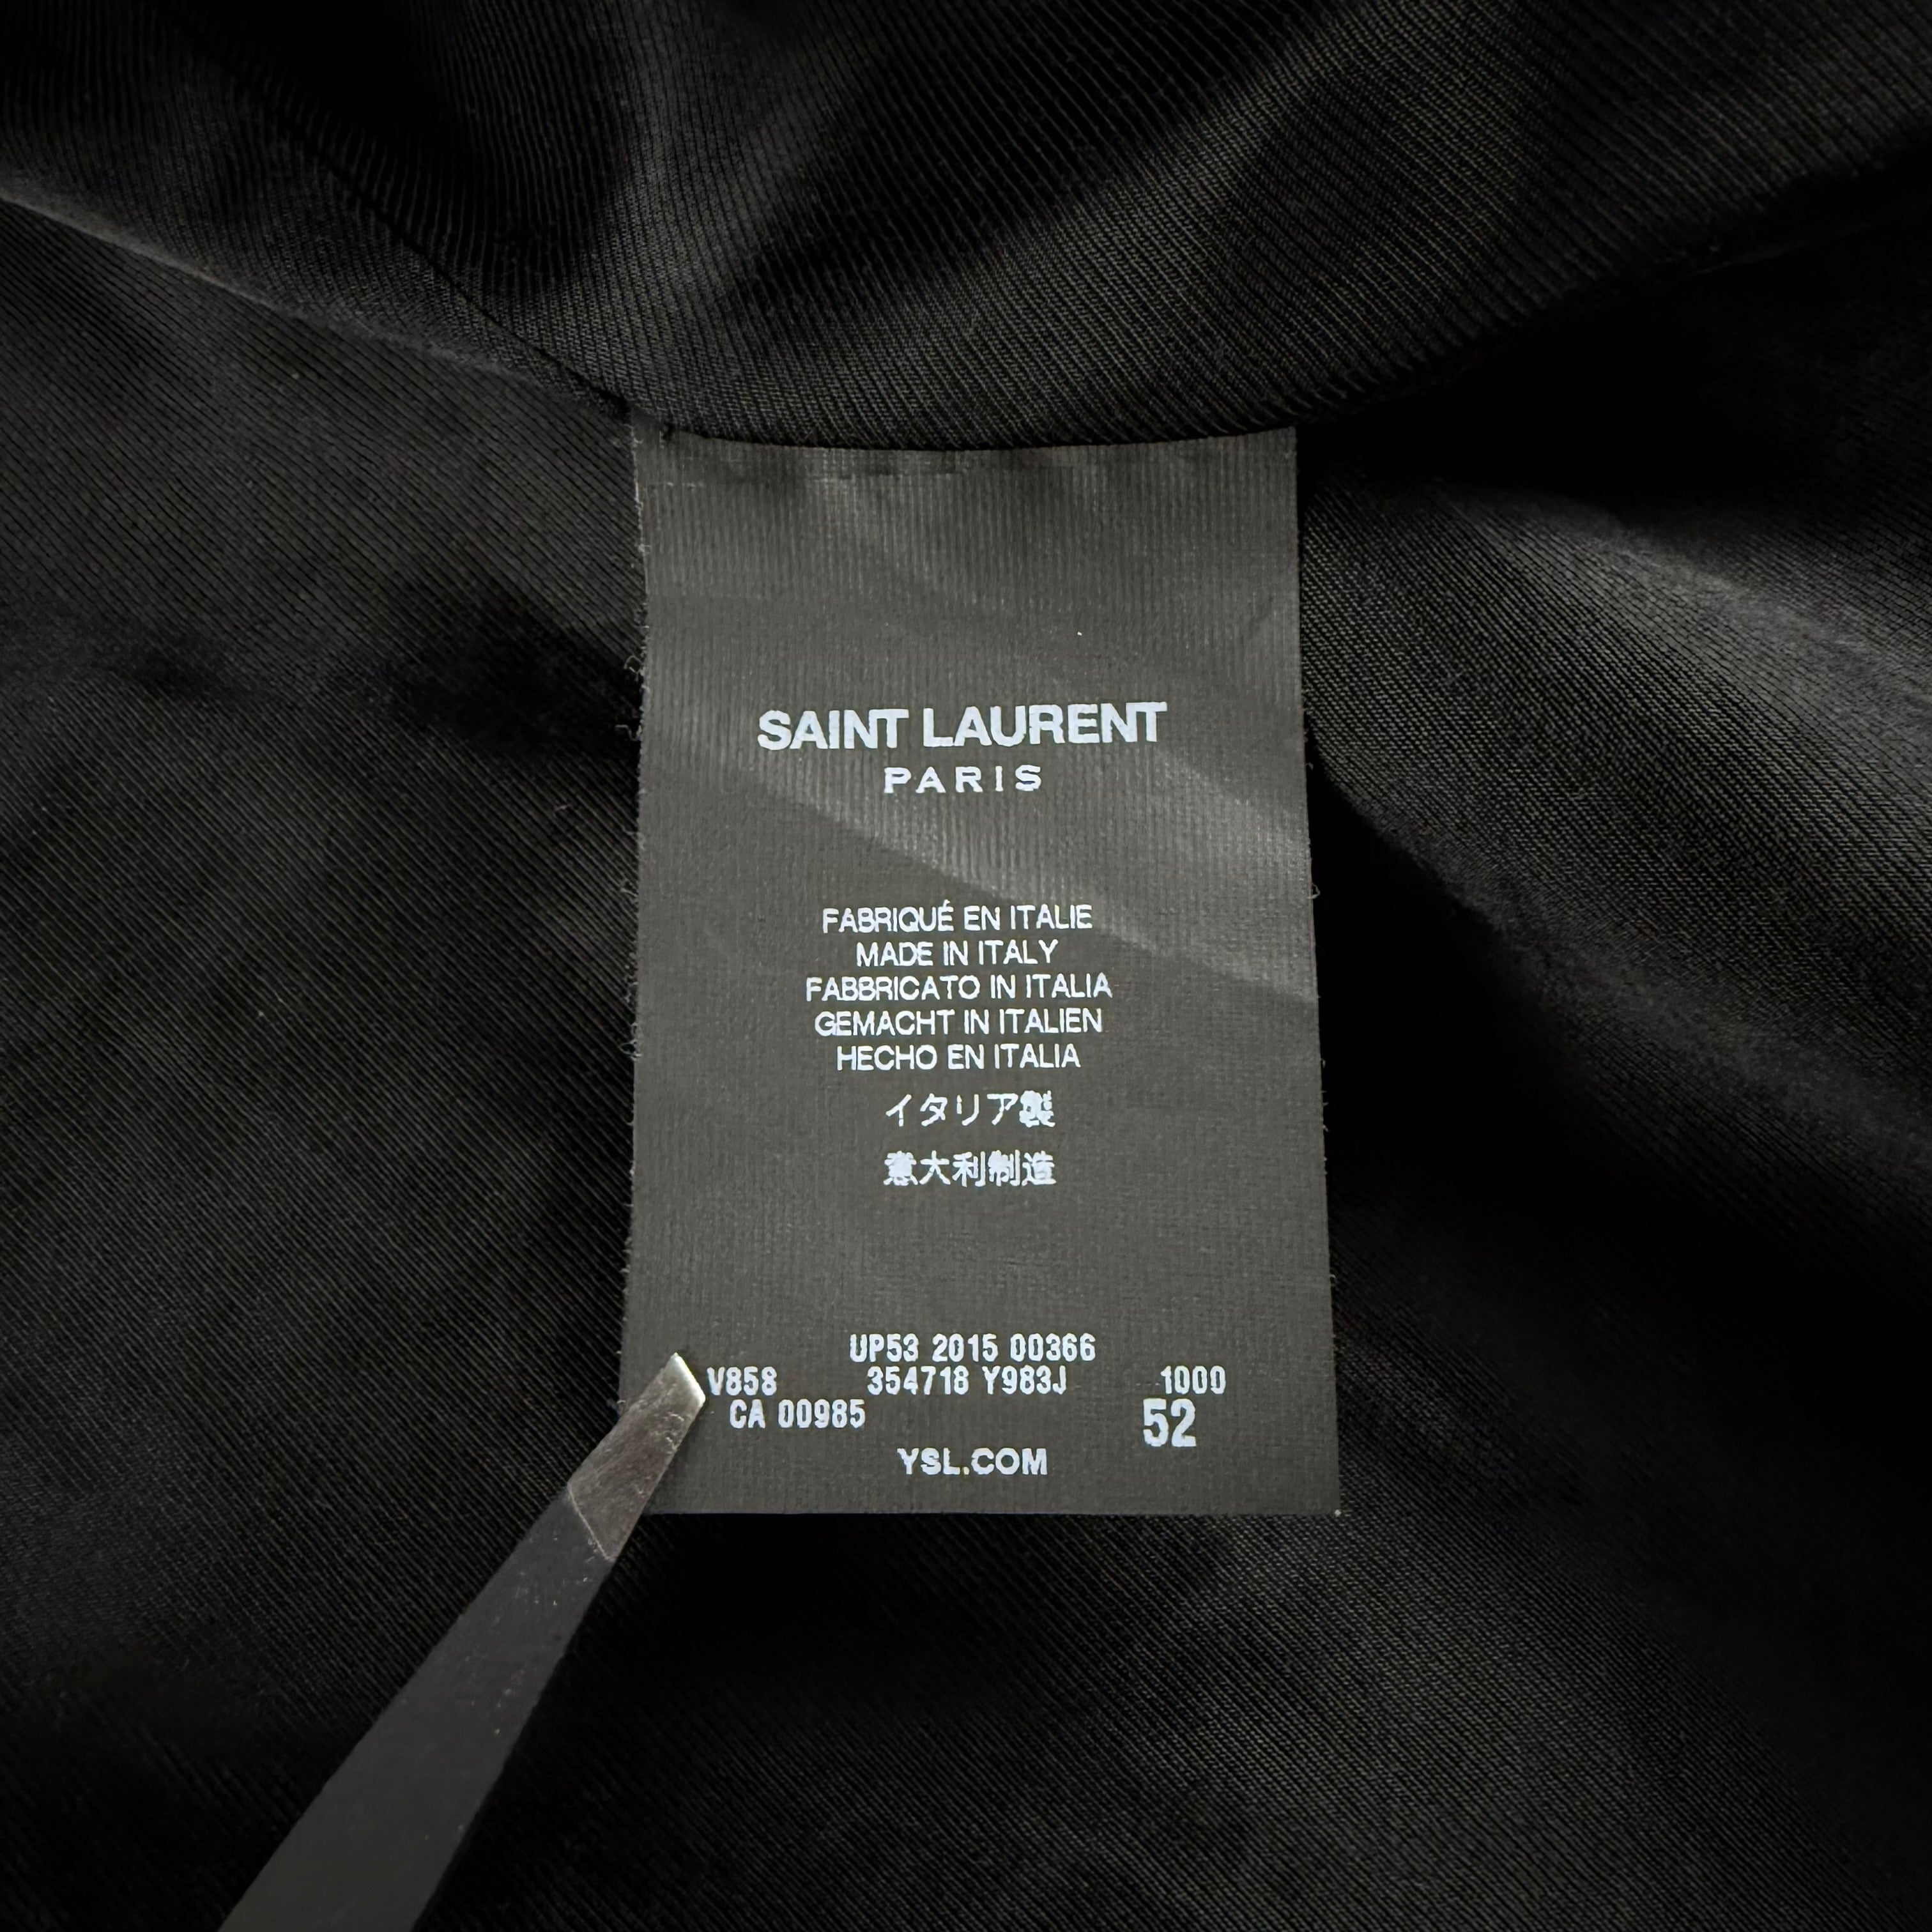 SAINT LAURENT
PARIS
FABRIQUÉ EN ITALIE
MADE IN ITALY
FABBRICATO IN ITALIA
GEMACHT IN ITALIEN
HECHO EN ITALIA
イタリア製
意大利制造
UP53 2015 00366
V858 354718 Y983J 1000
CA 00985 52
YSL.COM